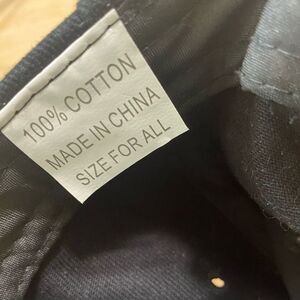 100% COTTON
MADE IN CHINA
SIZE FOR ALL